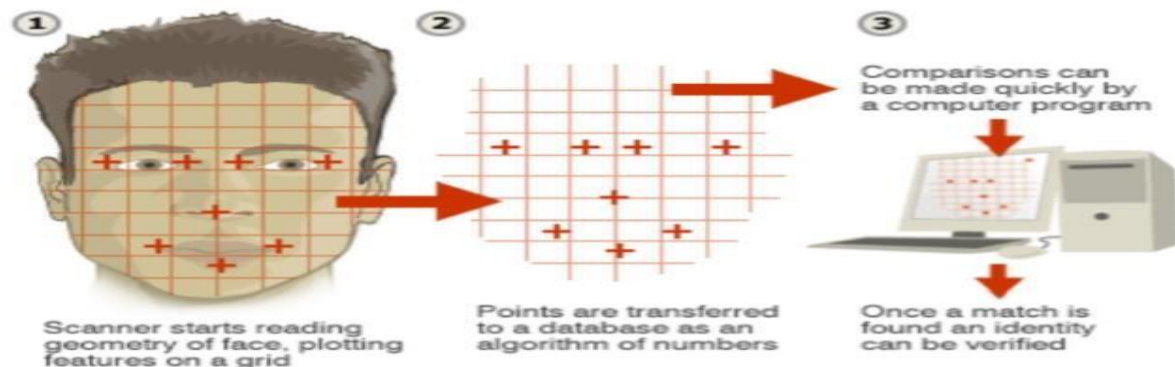 1
Scanner starts reading
geometry of face, plotting
features on a grid
2
Points are transferred
to a database as an
algorithm of numbers
3
Comparisons can
be made quickly by
a computer program
Once a match is
found an identity
can be verified